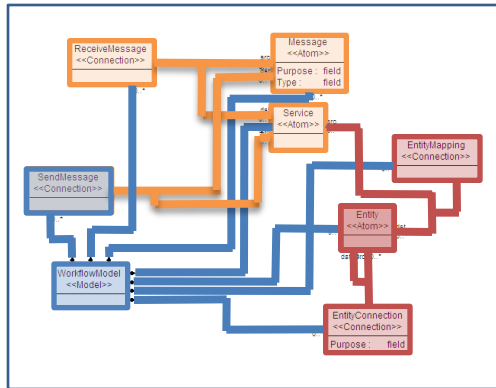 ReceiveMessage
<<Connection>>
Message
<<Atom>>
Purpose : field
Type : field
Service
<<Atom>>
EntityMapping
<<Connection>>
SendMessage
<<Connection>>
Entity
<<Atom>>
WorkflowModel
<<Model>>
EntityConnection
<<Connection>>
Purpose : field